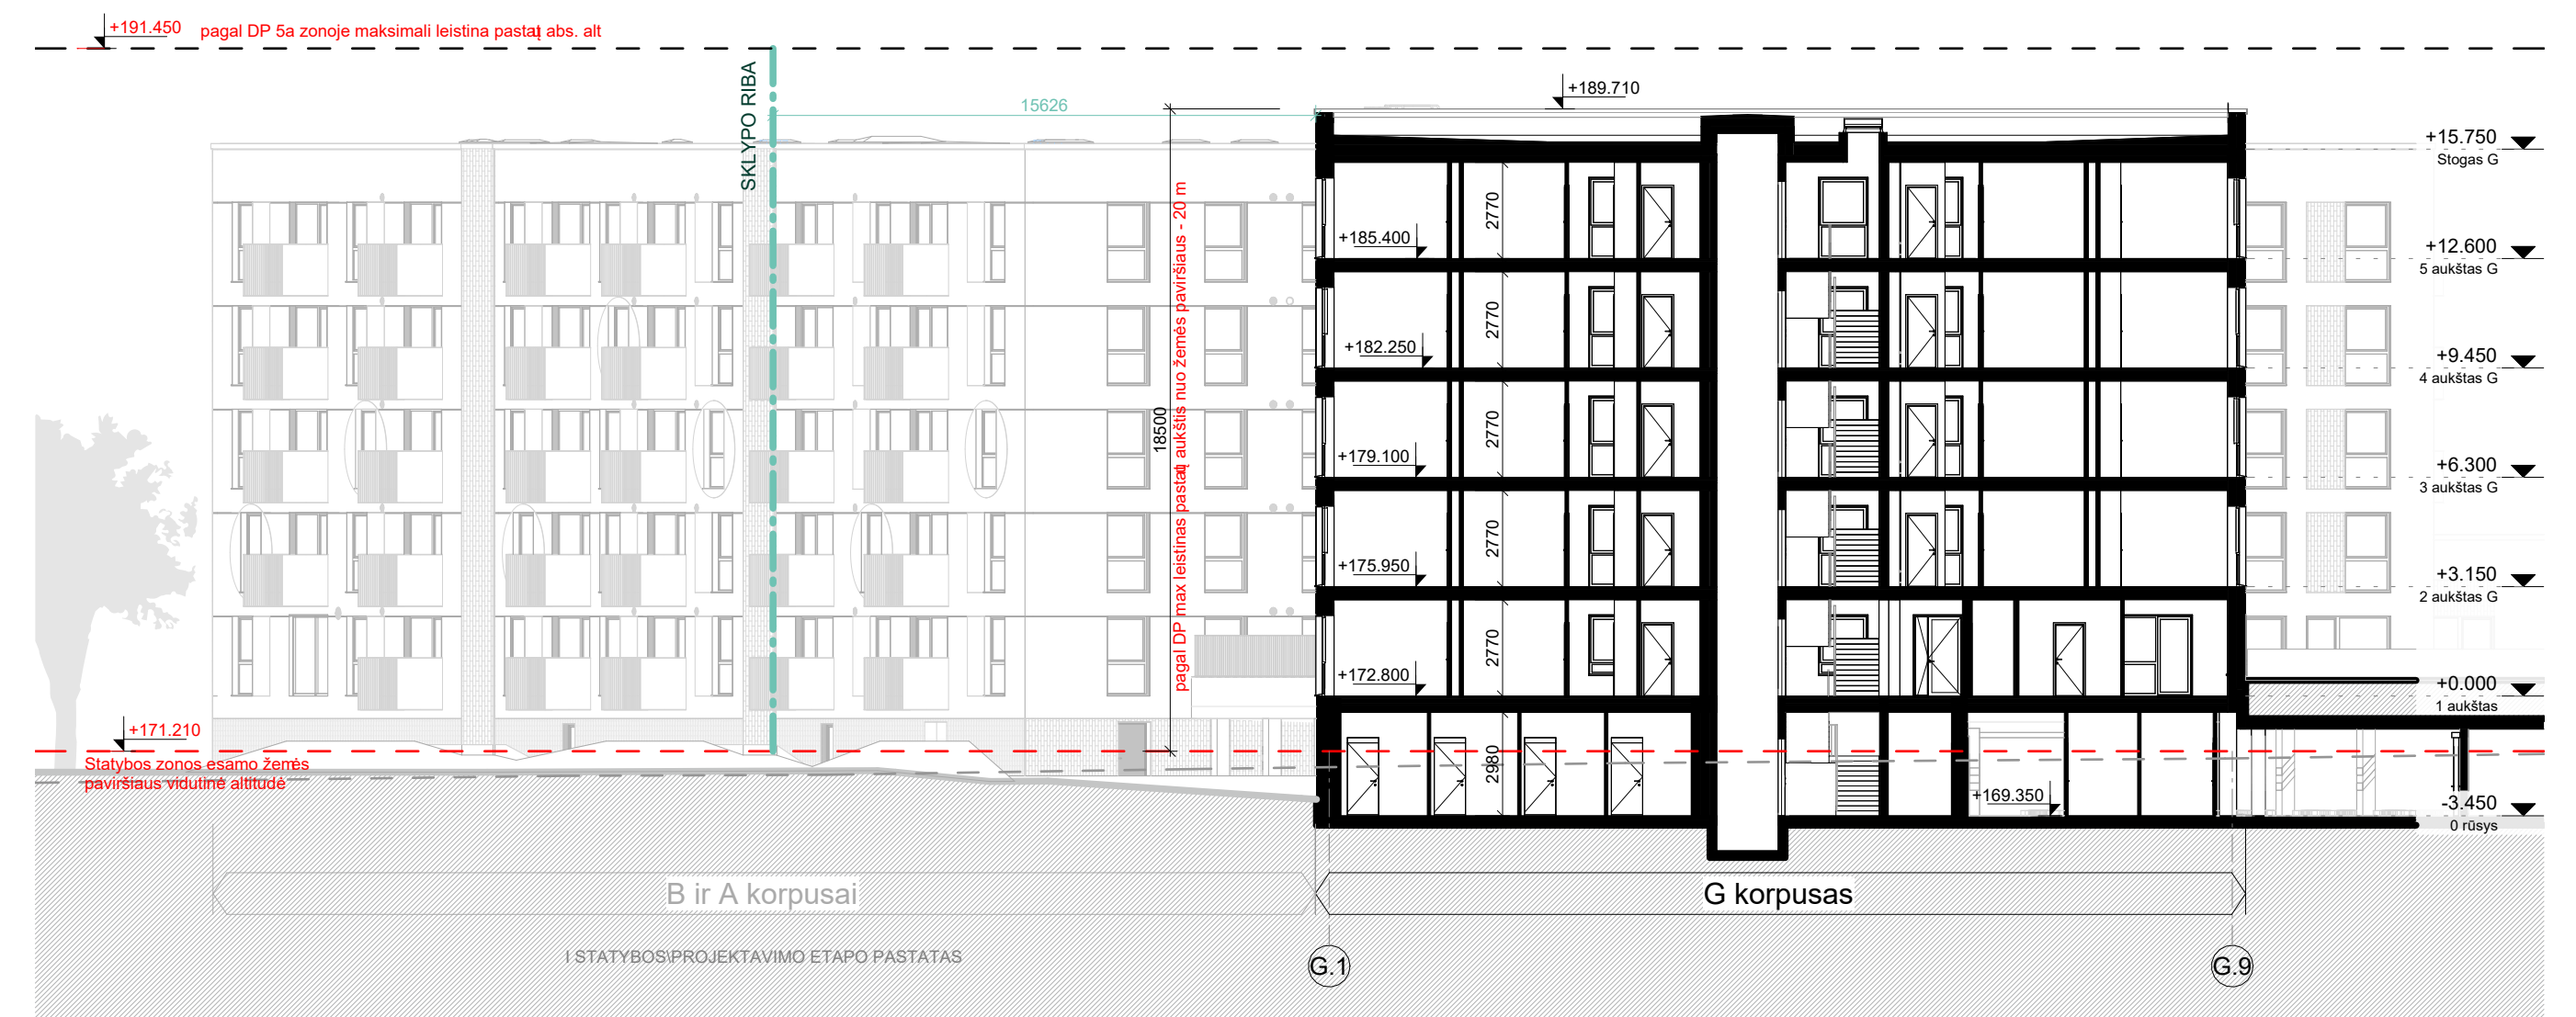 +191.450
pagal DP 5a zonoje maksimali leistina pastatų abs. alt
SKLYPO RIBA
15626
+189.710
+15.750
Stogas G
pagal DP max leistinas pastatų aukštis nuo žemės paviršiaus - 20 m
18500
2770
+185.400
+12.600
5 aukštas G
2770
+182.250
+9.450
4 aukštas G
2770
+179.100
+6.300
3 aukštas G
2770
+175.950
+3.150
2 aukštas G
2770
+172.800
+0.000
1 aukštas
+171.210
Statybos zonos esamo žemės
paviršiaus vidutinė altitudė
2980
+169.350
-3.450
0 rūsys
B ir A korpusai
G korpusas
I STATYBOS\PROJEKTAVIMO ETAPO PASTATAS
G.1
G.9